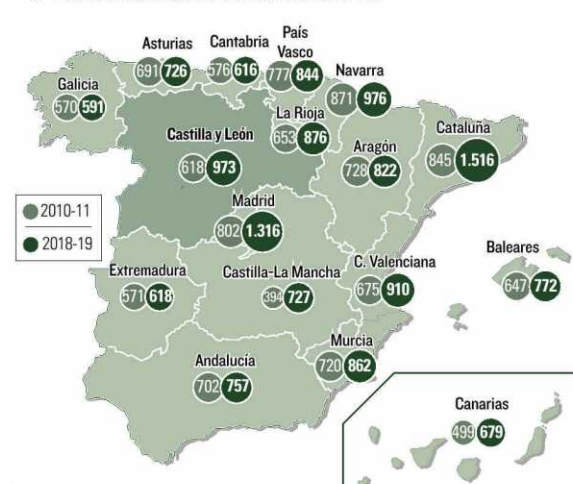 Asturias
691 726
Cantabria
576 616
País
Vasco
777 844
Navarra
871 976
Galicia
570 591
La Rioja
653 876
Castilla y León
618 973
Aragón
728 822
Cataluña
845 1.516
2010-11
2018-19
Madrid
802 1.316
Extremadura
571 618
Castilla-La Mancha
394 727
C. Valenciana
675 910
Baleares
647 772
Andalucía
702 757
Murcia
720 862
Canarias
499 679